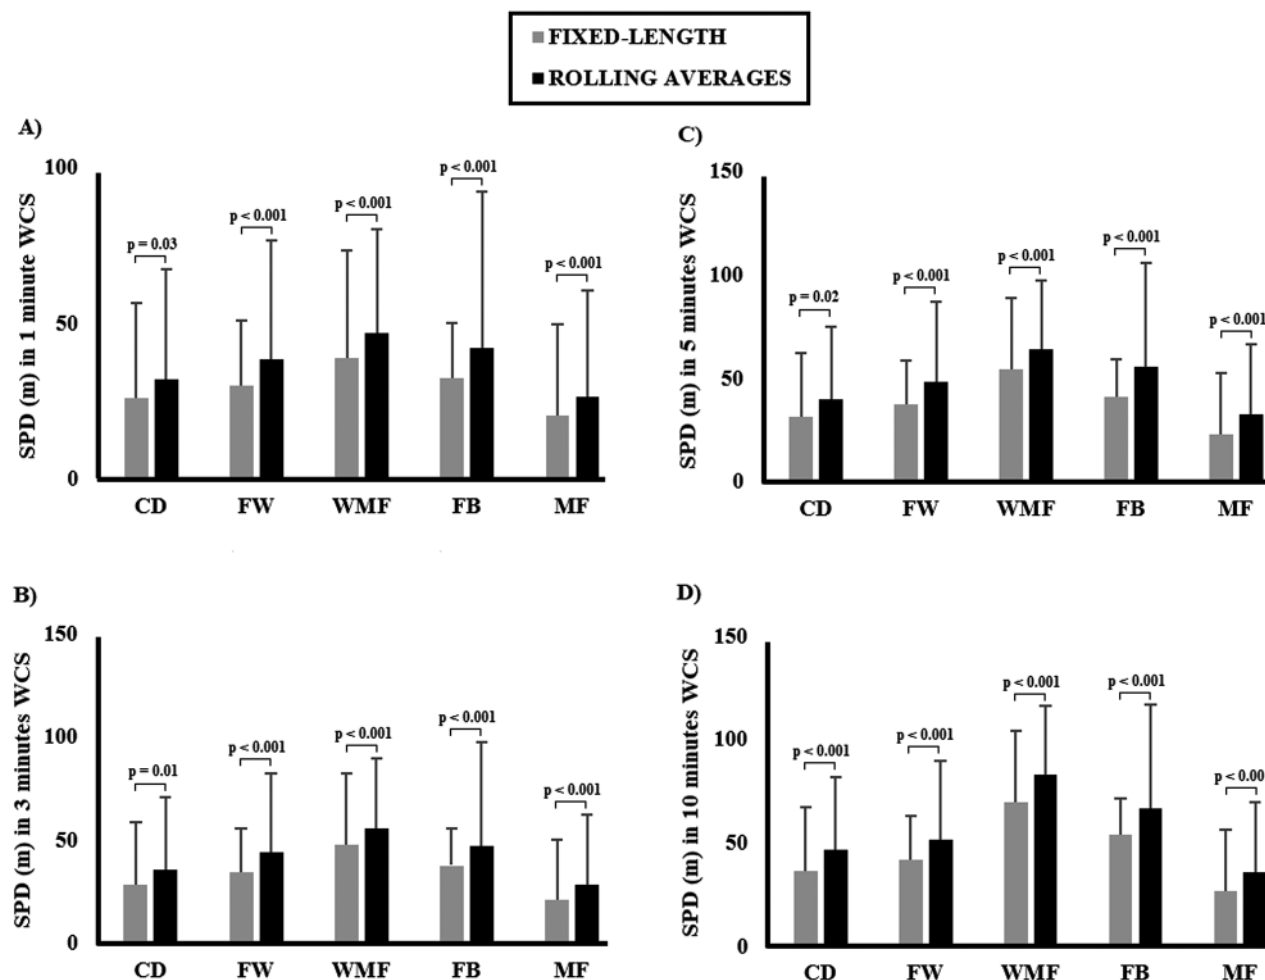 FIXED-LENGTH
ROLLING AVERAGES
A)
SPD (m) in 1 minute WCS
100
50
0
p = 0.03
p < 0.001
p < 0.001
p < 0.001
p < 0.001
CD FW WMF FB MF
C)
SPD (m) in 5 minutes WCS
150
100
50
0
p = 0.02
p < 0.001
p < 0.001
p < 0.001
p < 0.001
CD FW WMF FB MF
B)
SPD (m) in 3 minutes WCS
150
100
50
0
p = 0.01
p < 0.001
p < 0.001
p < 0.001
p < 0.001
CD FW WMF FB MF
D)
SPD (m) in 10 minutes WCS
150
100
50
0
p < 0.001
p < 0.001
p < 0.001
p < 0.001
p < 0.00
CD FW WMF FB MF